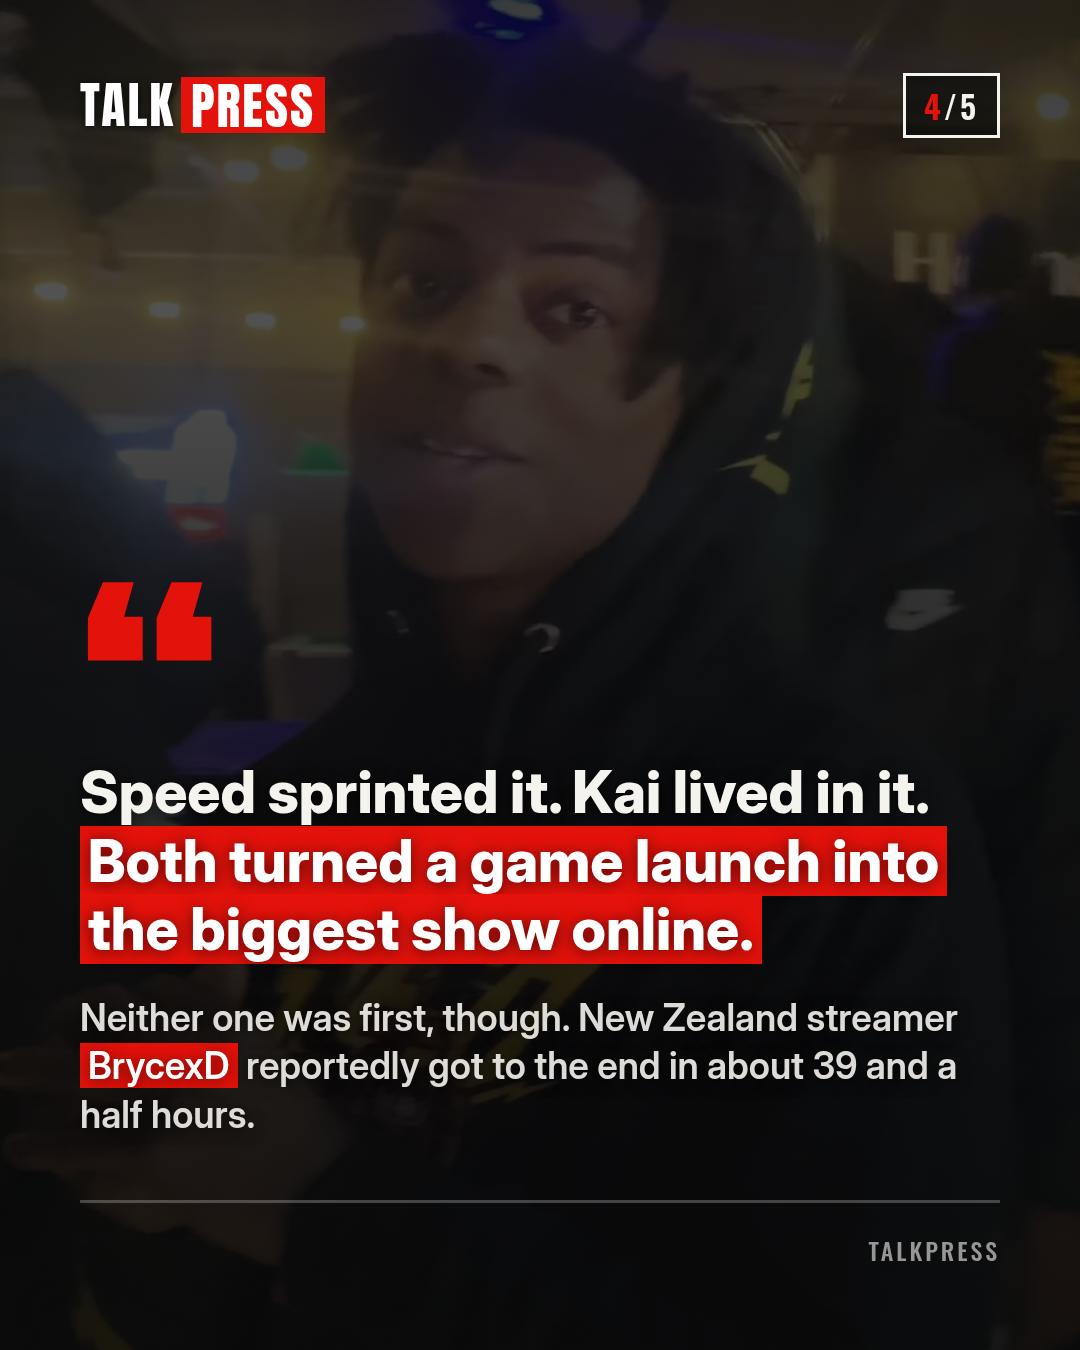 TALK PRESS
4/5
“
Speed sprinted it. Kai lived in it.
Both turned a game launch into
the biggest show online.
Neither one was first, though. New Zealand streamer
BrycexD reportedly got to the end in about 39 and a
half hours.
TALKPRESS